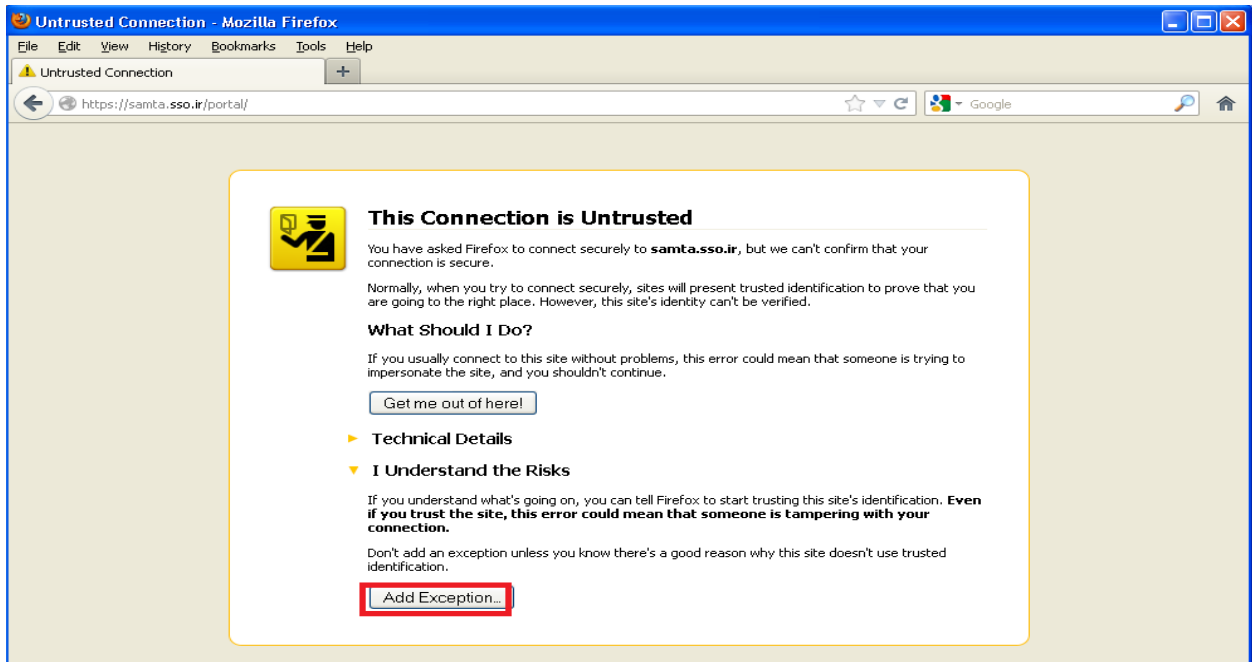 Untrusted Connection - Mozilla Firefox
File Edit View History Bookmarks Tools Help
Untrusted Connection
https://samta.sso.ir/portal/ Google
This Connection is Untrusted
You have asked Firefox to connect securely to samta.sso.ir, but we can't confirm that your
connection is secure.
Normally, when you try to connect securely, sites will present trusted identification to prove that you
are going to the right place. However, this site's identity can't be verified.
What Should I Do?
If you usually connect to this site without problems, this error could mean that someone is trying to
impersonate the site, and you shouldn't continue.
Get me out of here!
Technical Details
I Understand the Risks
If you understand what's going on, you can tell Firefox to start trusting this site's identification. Even
if you trust the site, this error could mean that someone is tampering with your
connection.
Don't add an exception unless you know there's a good reason why this site doesn't use trusted
identification.
Add Exception...